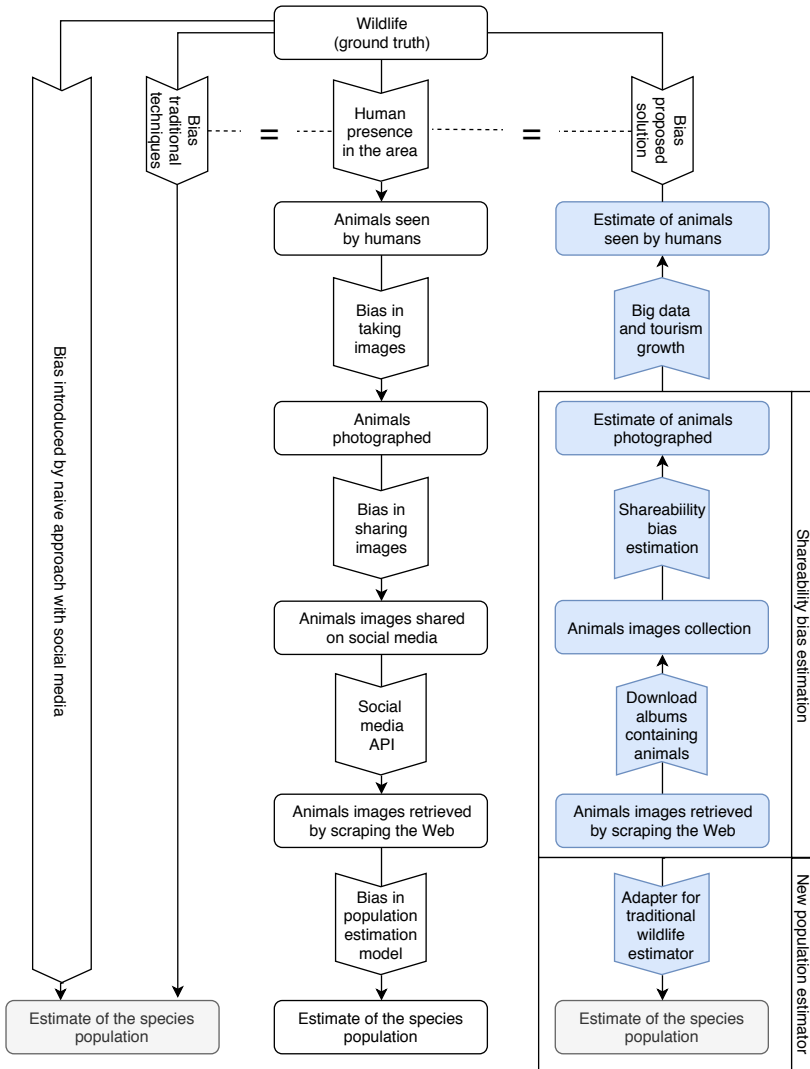 Wildlife
(ground truth)
Bias
traditional
techniques
=
Human
presence
in the area
=
Bias
proposed
solution
Animals seen
by humans
Estimate of animals
seen by humans
Bias in
taking
images
Big data
and tourism
growth
Bias introduced by naive approach with social media
Animals
photographed
Estimate of animals
photographed
Bias in
sharing
images
Shareabiility
bias
estimation
Shareability bias estimation
Animals images shared
on social media
Animals images collection
Social
media
API
Download
albums
containing
animals
Animals images retrieved
by scraping the Web
Animals images retrieved
by scraping the Web
Bias in
population
estimation
model
Adapter for
traditional
wildlife
estimator
New population estimator
Estimate of the species
population
Estimate of the species
population
Estimate of the species
population